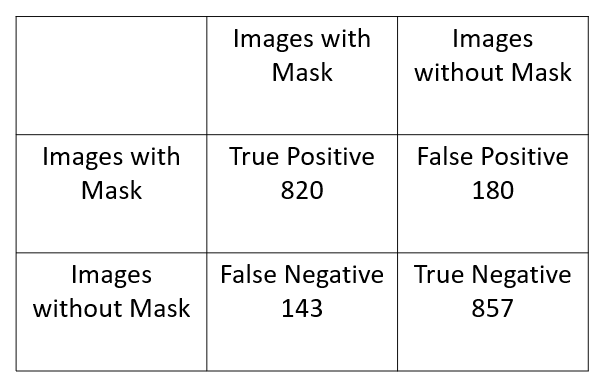 Images with
Mask
Images
without Mask
Images with
Mask
True Positive
820
False Positive
180
Images
without Mask
False Negative
143
True Negative
857